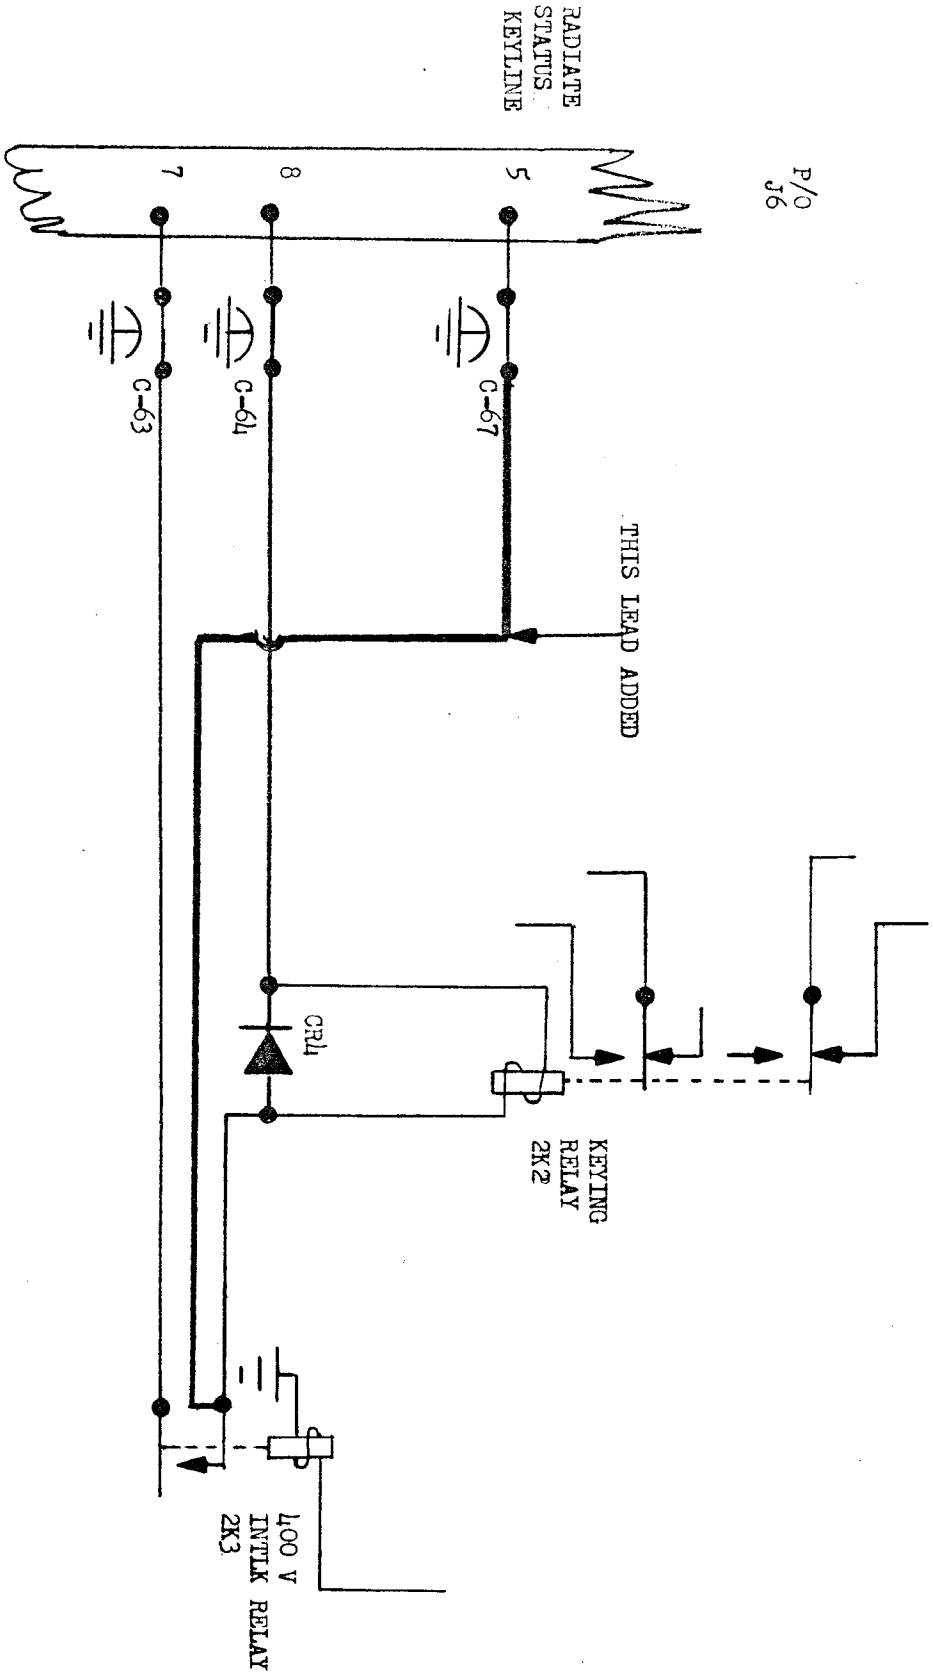 P/O
J6
RADIATE
STATUS
KEYLINE
5
8
7
C-67
C-64
C-63
THIS LEAD ADDED
CR4
KEYING
RELAY
2K2
400 V
INTLK RELAY
2K3